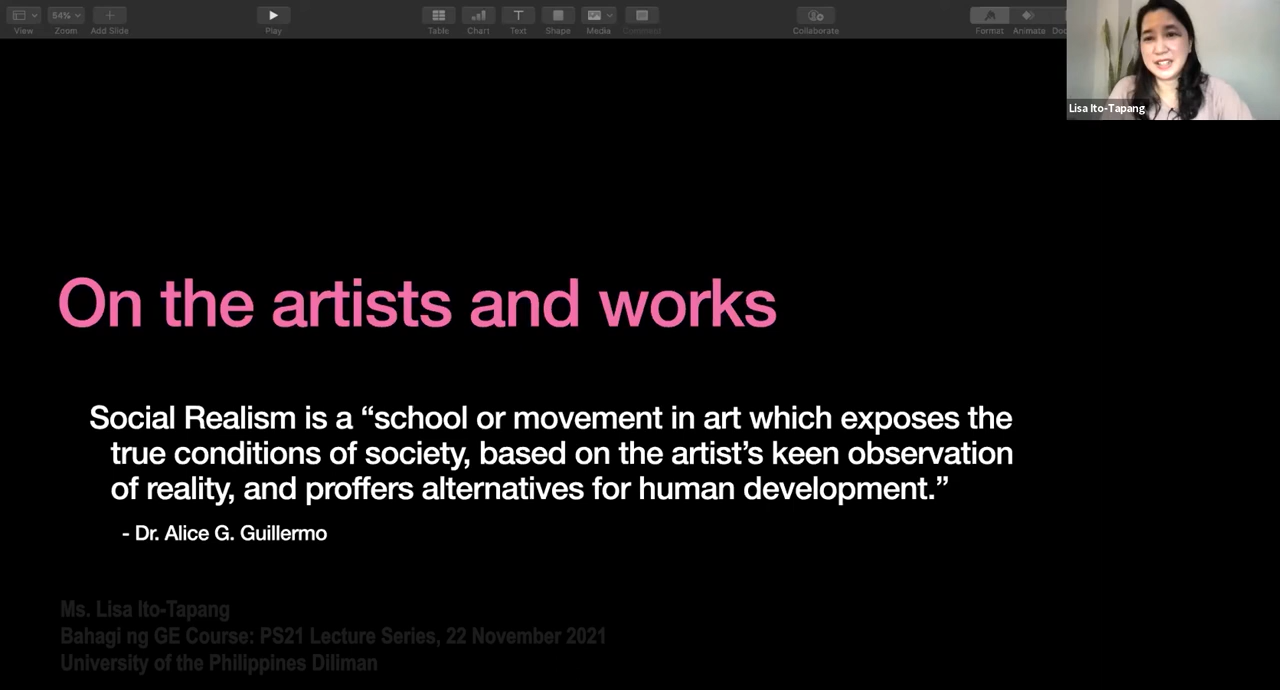 54%
View Zoom Add Slide Play Table Chart Text Shape Media Comment Collaborate Format Animate
Lisa Ito-Tapang
On the artists and works
Social Realism is a “school or movement in art which exposes the
true conditions of society, based on the artist’s keen observation
of reality, and proffers alternatives for human development.”
- Dr. Alice G. Guillermo
Ms. Lisa Ito-Tapang
Bahagi ng GE Course: PS21 Lecture Series, 22 November 2021
University of the Philippines Diliman